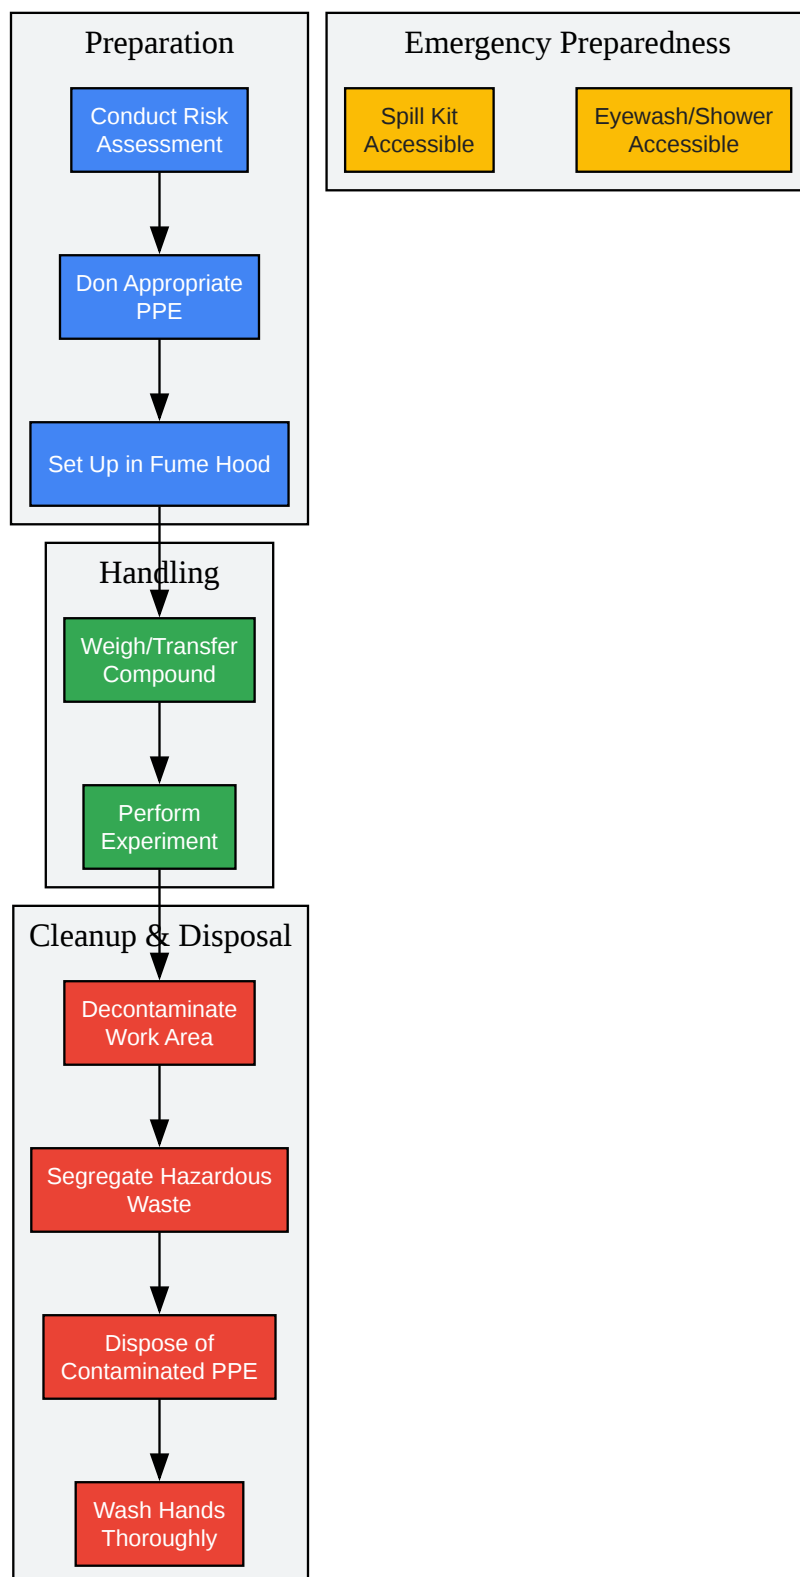 Preparation
Conduct Risk
Assessment
Don Appropriate
PPE
Set Up in Fume Hood
Emergency Preparedness
Spill Kit
Accessible
Eyewash/Shower
Accessible
Handling
Weigh/Transfer
Compound
Perform
Experiment
Cleanup & Disposal
Decontaminate
Work Area
Segregate Hazardous
Waste
Dispose of
Contaminated PPE
Wash Hands
Thoroughly